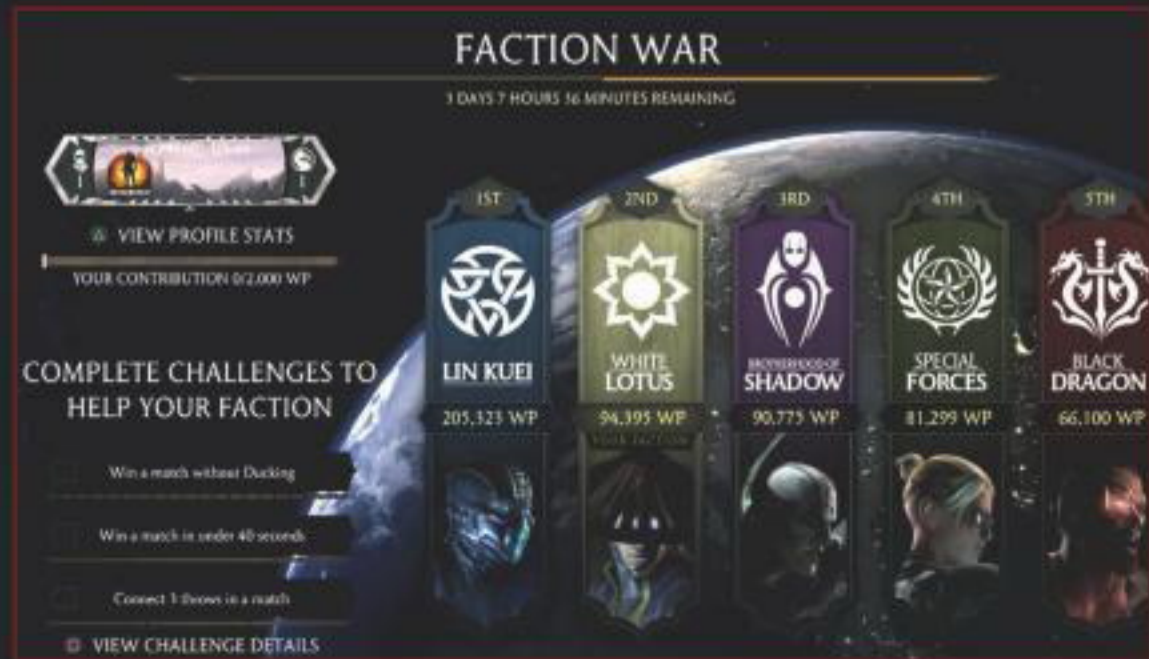 FACTION WAR
3 DAYS 7 HOURS 36 MINUTES REMAINING
VIEW PROFILE STATS
YOUR CONTRIBUTION 0/2,000 WP
COMPLETE CHALLENGES TO
HELP YOUR FACTION
Win a match without Ducking
Win a match in under 40 seconds
Connect 3 throws in a match
VIEW CHALLENGE DETAILS
1ST
LIN KUEI
205,323 WP
2ND
WHITE
LOTUS
94,395 WP
YOUR FACTION
3RD
BROTHERHOOD OF
SHADOW
90,775 WP
4TH
SPECIAL
FORCES
81,299 WP
5TH
BLACK
DRAGON
66,100 WP